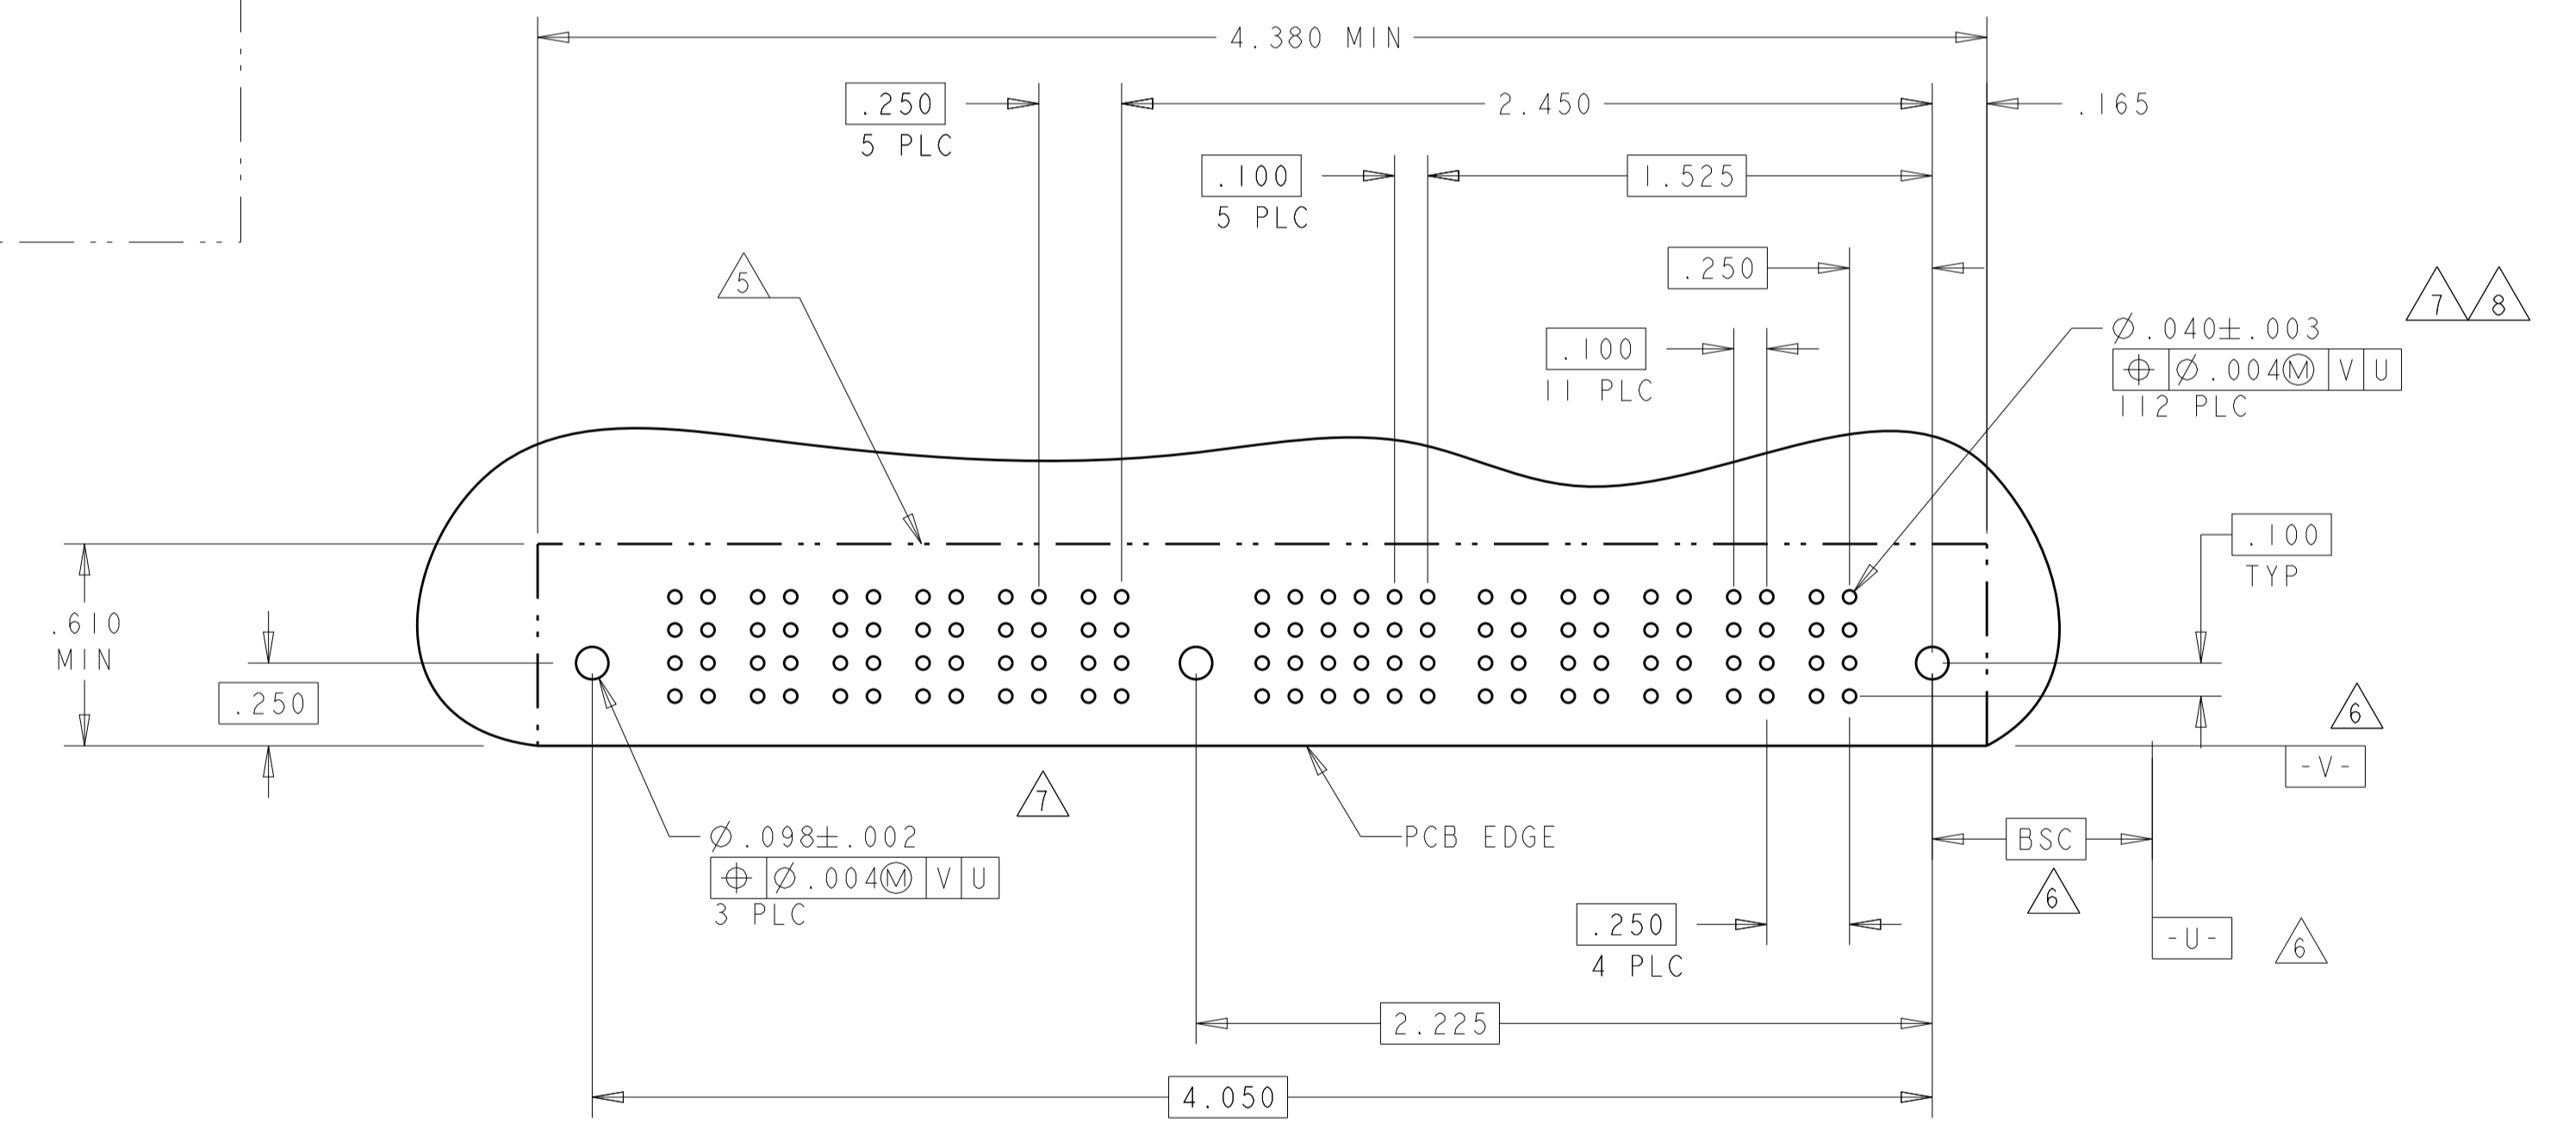 4.380 MIN
.250
5 PLC
2.450
.165
.100
5 PLC
1.525
.250
5
7
8
Ø.040±.003
⌖ Ø.004Ⓜ V U
112 PLC
.100
11 PLC
.100
TYP
.610
MIN
.250
6
-V-
7
Ø.098±.002
⌖ Ø.004Ⓜ V U
3 PLC
PCB EDGE
BSC
6
.250
4 PLC
-U-
6
2.225
4.050